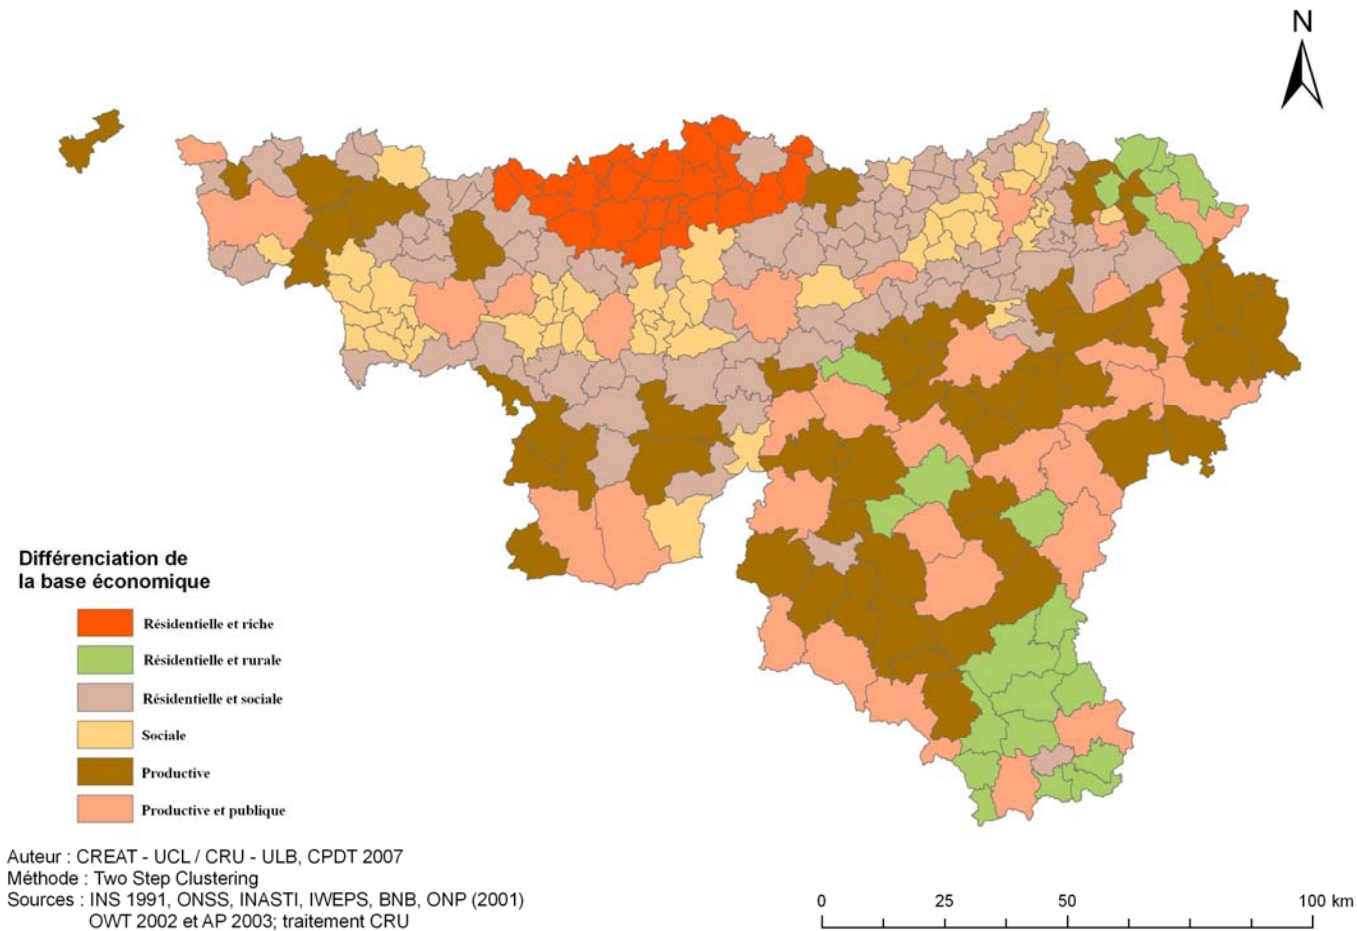 N
Différenciation de
la base économique
Résidentielle et riche
Résidentielle et rurale
Résidentielle et sociale
Sociale
Productive
Productive et publique
Auteur : CREAT - UCL / CRU - ULB, CPDT 2007
Méthode : Two Step Clustering
Sources : INS 1991, ONSS, INASTI, IWEPS, BNB, ONP (2001)
OWT 2002 et AP 2003; traitement CRU
0 25 50 100 km